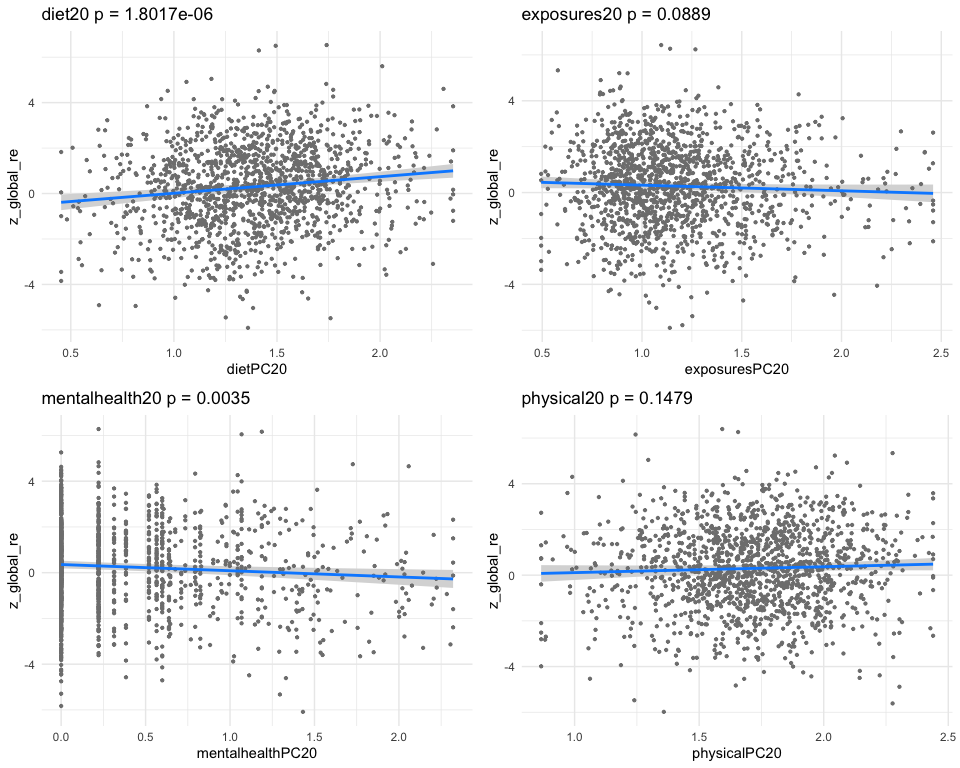 diet20 p = 1.8017e-06
z_global_re
4
0
-4
0.5 1.0 1.5 2.0
dietPC20
exposures20 p = 0.0889
z_global_re
4
0
-4
0.5 1.0 1.5 2.0 2.5
exposuresPC20
mentalhealth20 p = 0.0035
z_global_re
4
0
-4
0.0 0.5 1.0 1.5 2.0
mentalhealthPC20
physical20 p = 0.1479
z_global_re
4
0
-4
1.0 1.5 2.0 2.5
physicalPC20